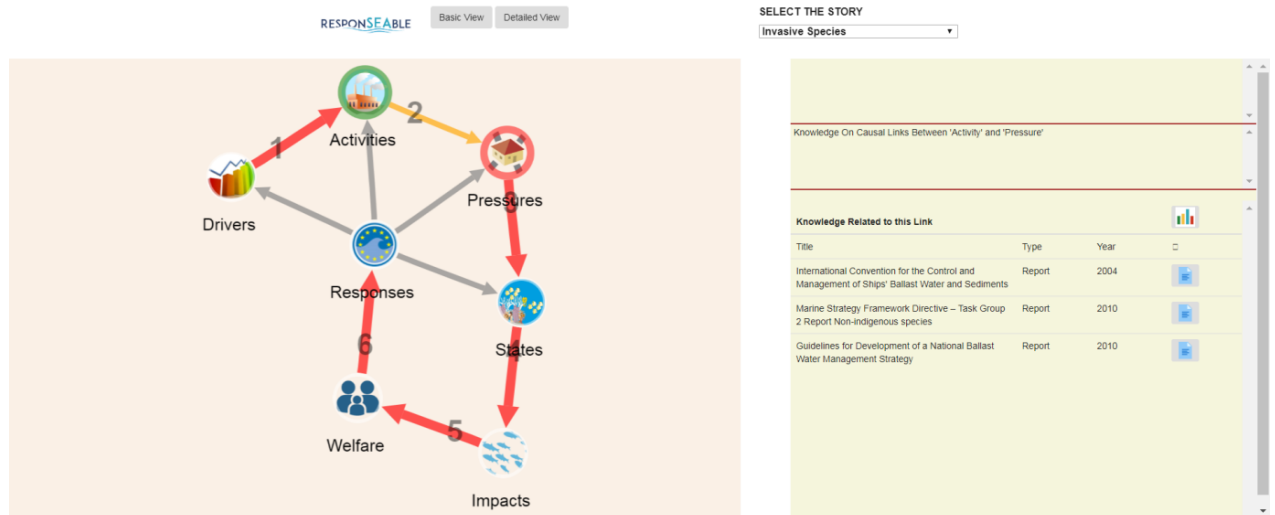 RESPONSEABLE
Basic View
Detailed View
SELECT THE STORY
Invasive Species
1
2
Activities
Pressures
3
Drivers
Responses
States
4
6
5
Welfare
Impacts
Knowledge On Causal Links Between 'Activity' and 'Pressure'
Knowledge Related to this Link
Title Type Year
International Convention for the Control and Report 2004
Management of Ships' Ballast Water and Sediments
Marine Strategy Framework Directive – Task Group Report 2010
2 Report Non-indigenous species
Guidelines for Development of a National Ballast Report 2010
Water Management Strategy